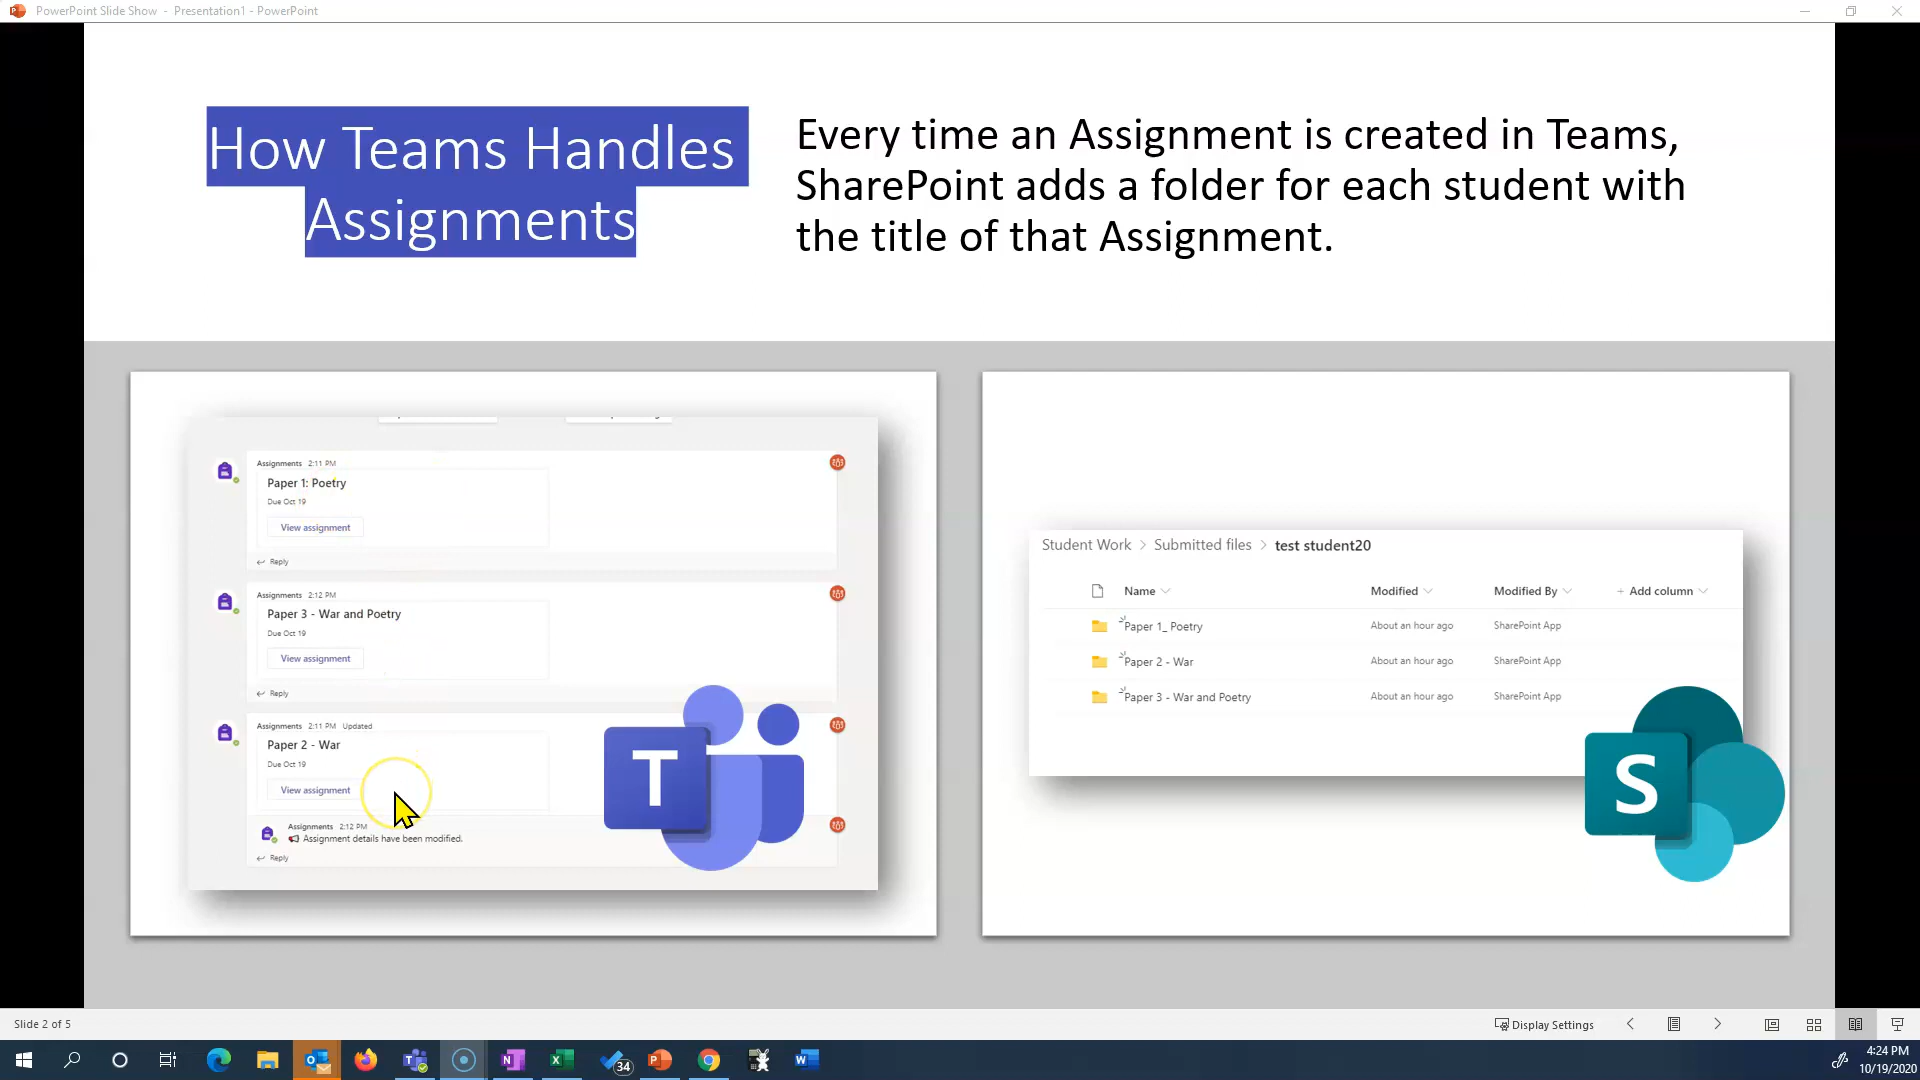 PowerPoint Slide Show - Presentation1 - PowerPoint
How Teams Handles
Assignments
Every time an Assignment is created in Teams,
SharePoint adds a folder for each student with
the title of that Assignment.
Assignments 2:11 PM
Paper 1: Poetry
Due Oct 19
View assignment
Reply
Assignments 2:12 PM
Paper 3 - War and Poetry
Due Oct 19
View assignment
Reply
Assignments 2:11 PM Updated
Paper 2 - War
Due Oct 19
View assignment
Assignments 2:12 PM
Assignment details have been modified.
Reply
T
Student Work > Submitted files > test student20
Name Modified Modified By + Add column
Paper 1_ Poetry About an hour ago SharePoint App
Paper 2 - War About an hour ago SharePoint App
Paper 3 - War and Poetry About an hour ago SharePoint App
S
Slide 2 of 5
Display Settings
34
4:24 PM
10/19/2020